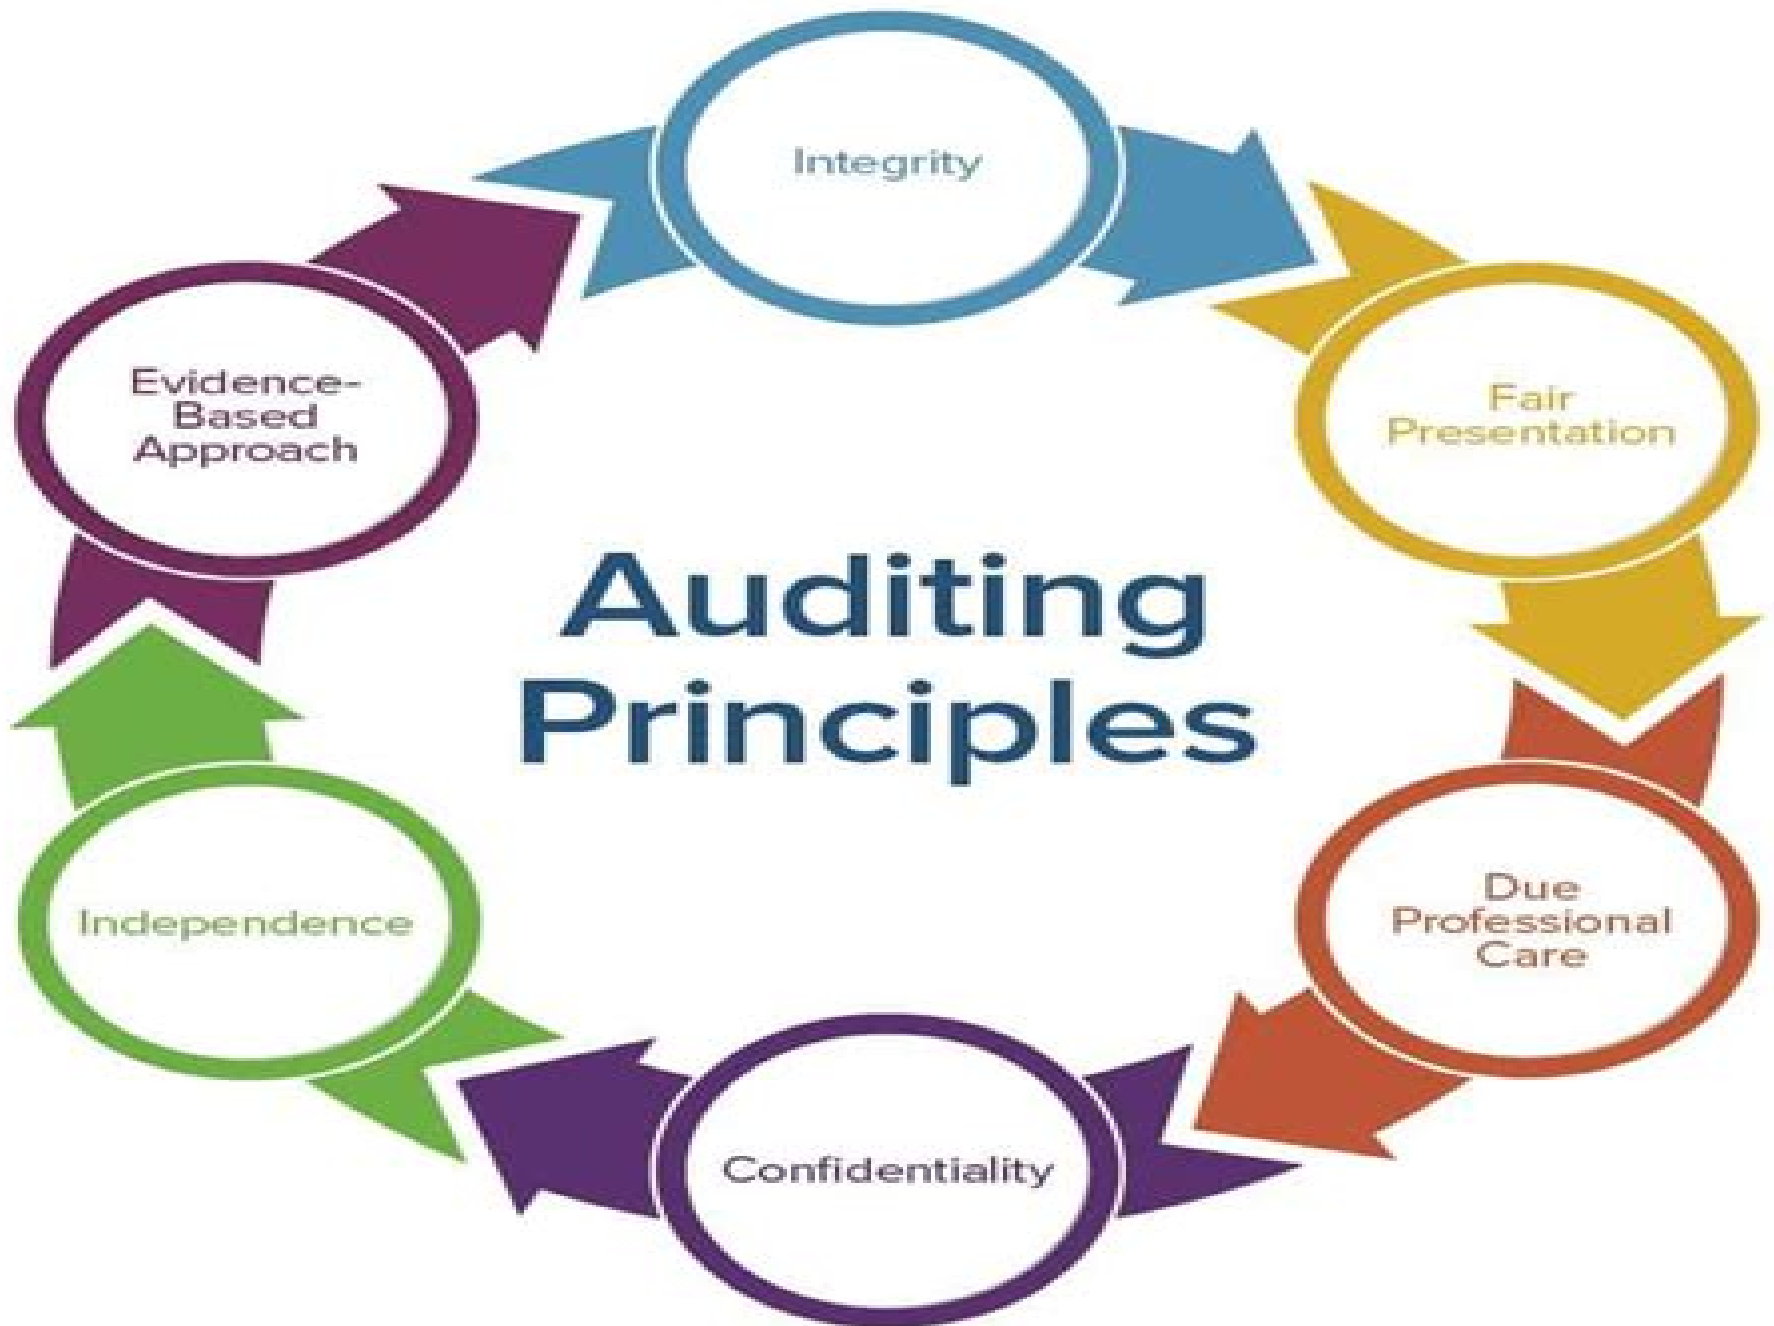 Integrity
Fair
Presentation
Due
Professional
Care
Confidentiality
Independence
Evidence-
Based
Approach
Auditing
Principles